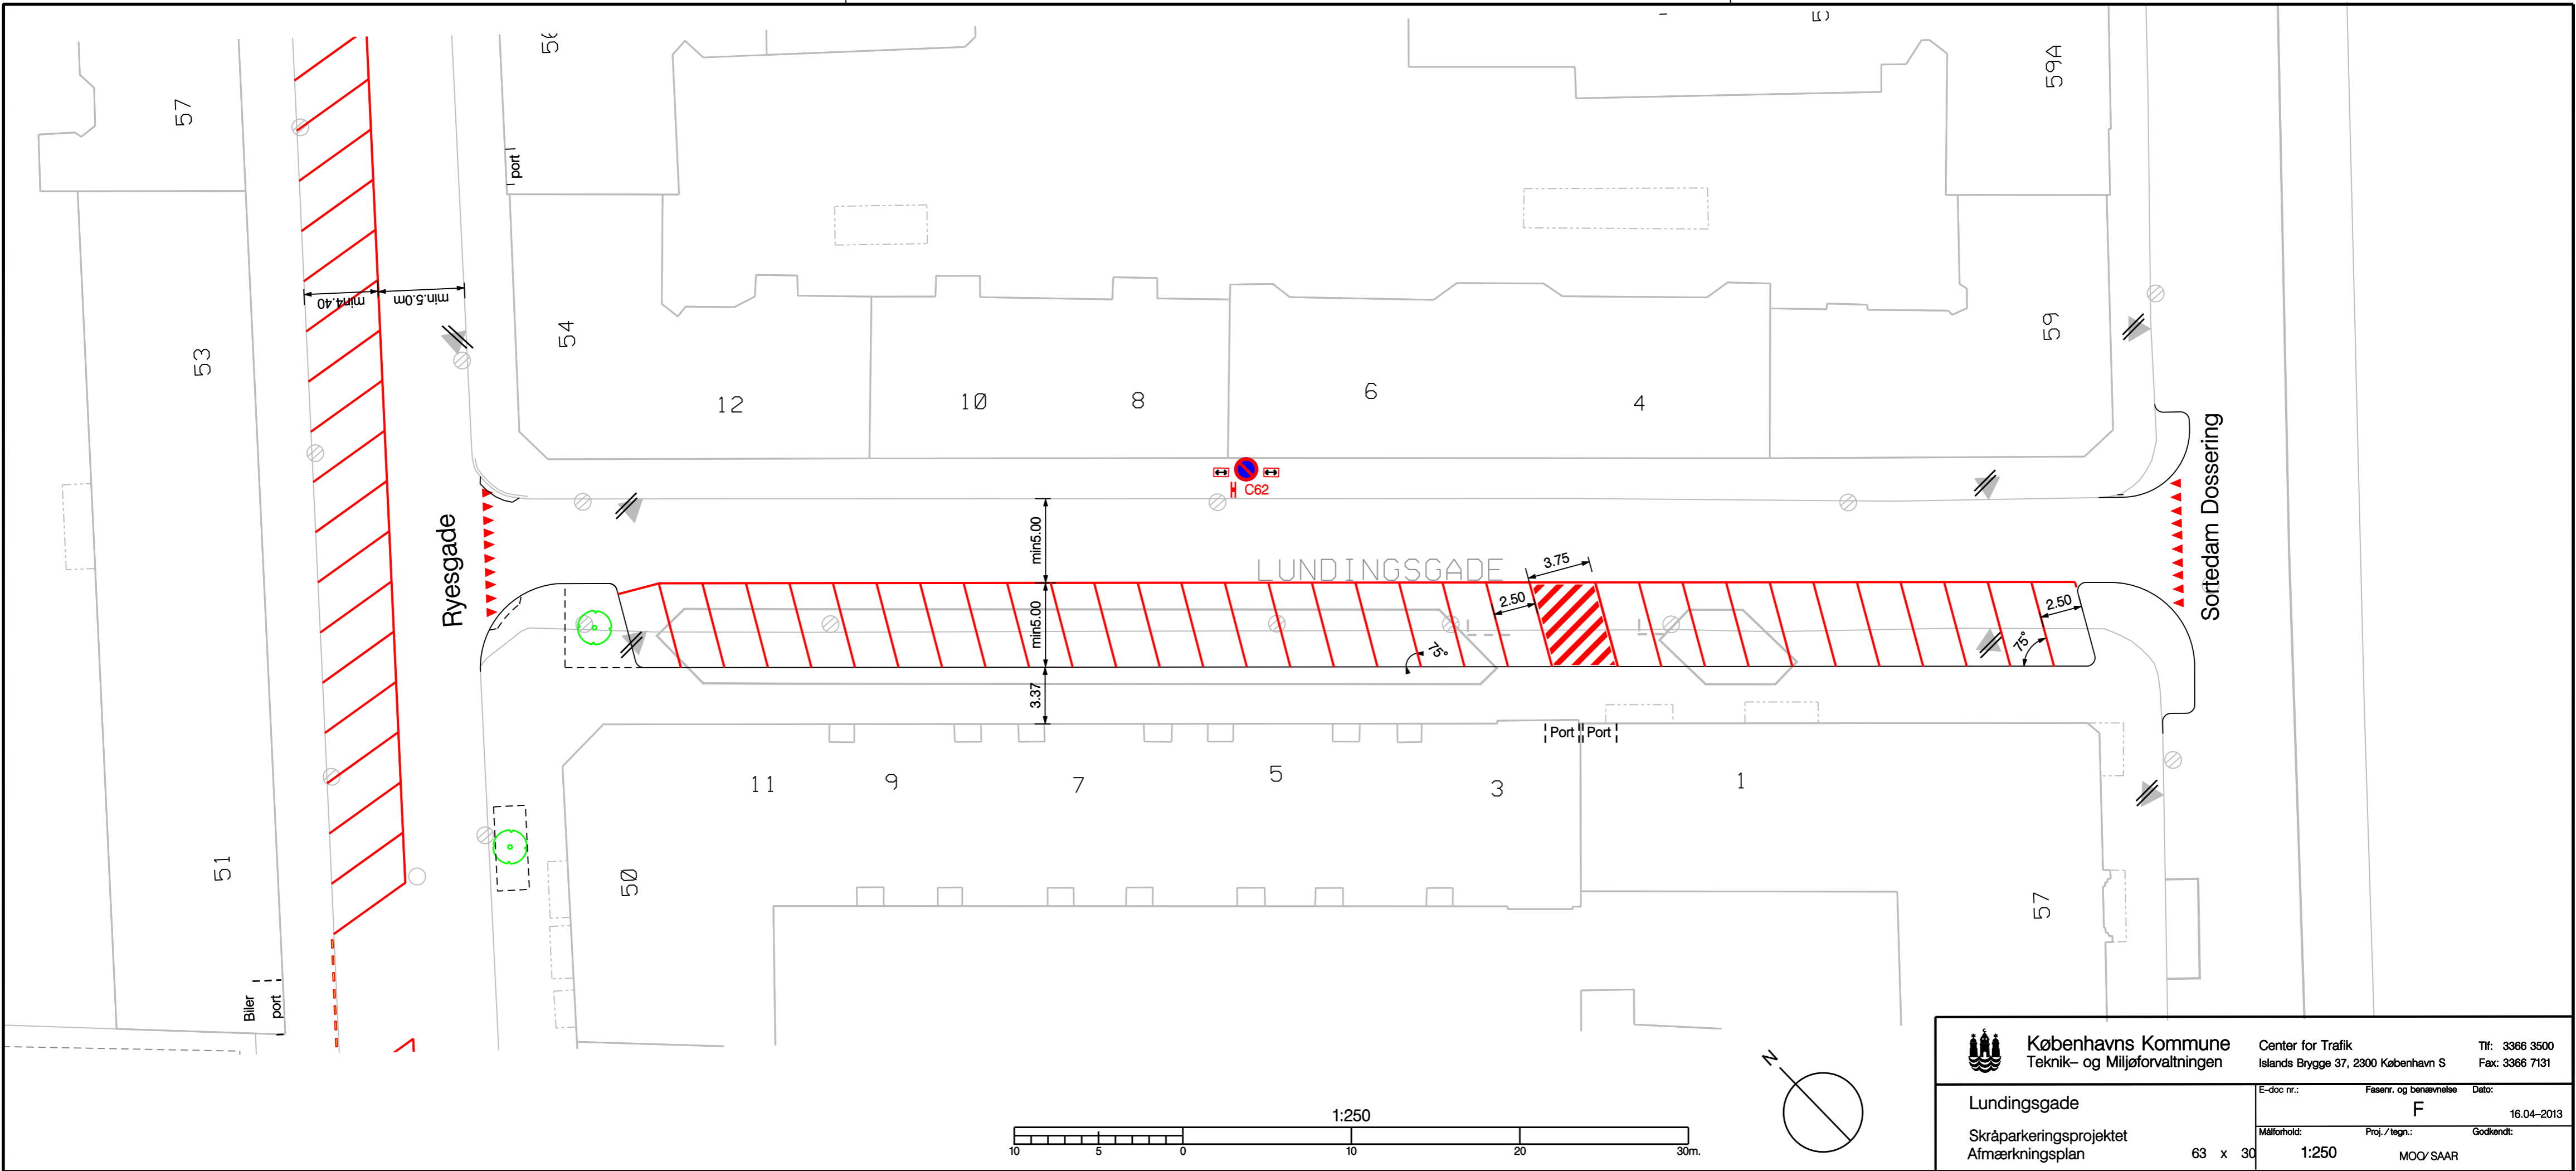 57
port
59A
min4.40
min.5.0m
53
54
59
12
10
8
6
4
C62
Ryesgade
Sortedam Dossering
min5.00
LUNDINGSGADE
3.75
2.50
2.50
min5.00
75°
75°
3.37
Port
Port
11
9
7
5
3
1
51
50
57
Biler
port
N
1:250
10
5
0
10
20
30m.
Københavns Kommune
Teknik– og Miljøforvaltningen
Center for Trafik
Islands Brygge 37, 2300 København S
Tlf: 3366 3500
Fax: 3366 7131
Lundingsgade
Skråparkeringsprojektet
Afmærkningsplan
63 x 30
E–doc nr.:
Fasenr. og benævnelse
F
Dato:
16.04–2013
Målforhold:
1:250
Proj./tegn.:
MOO/SAAR
Godkendt: